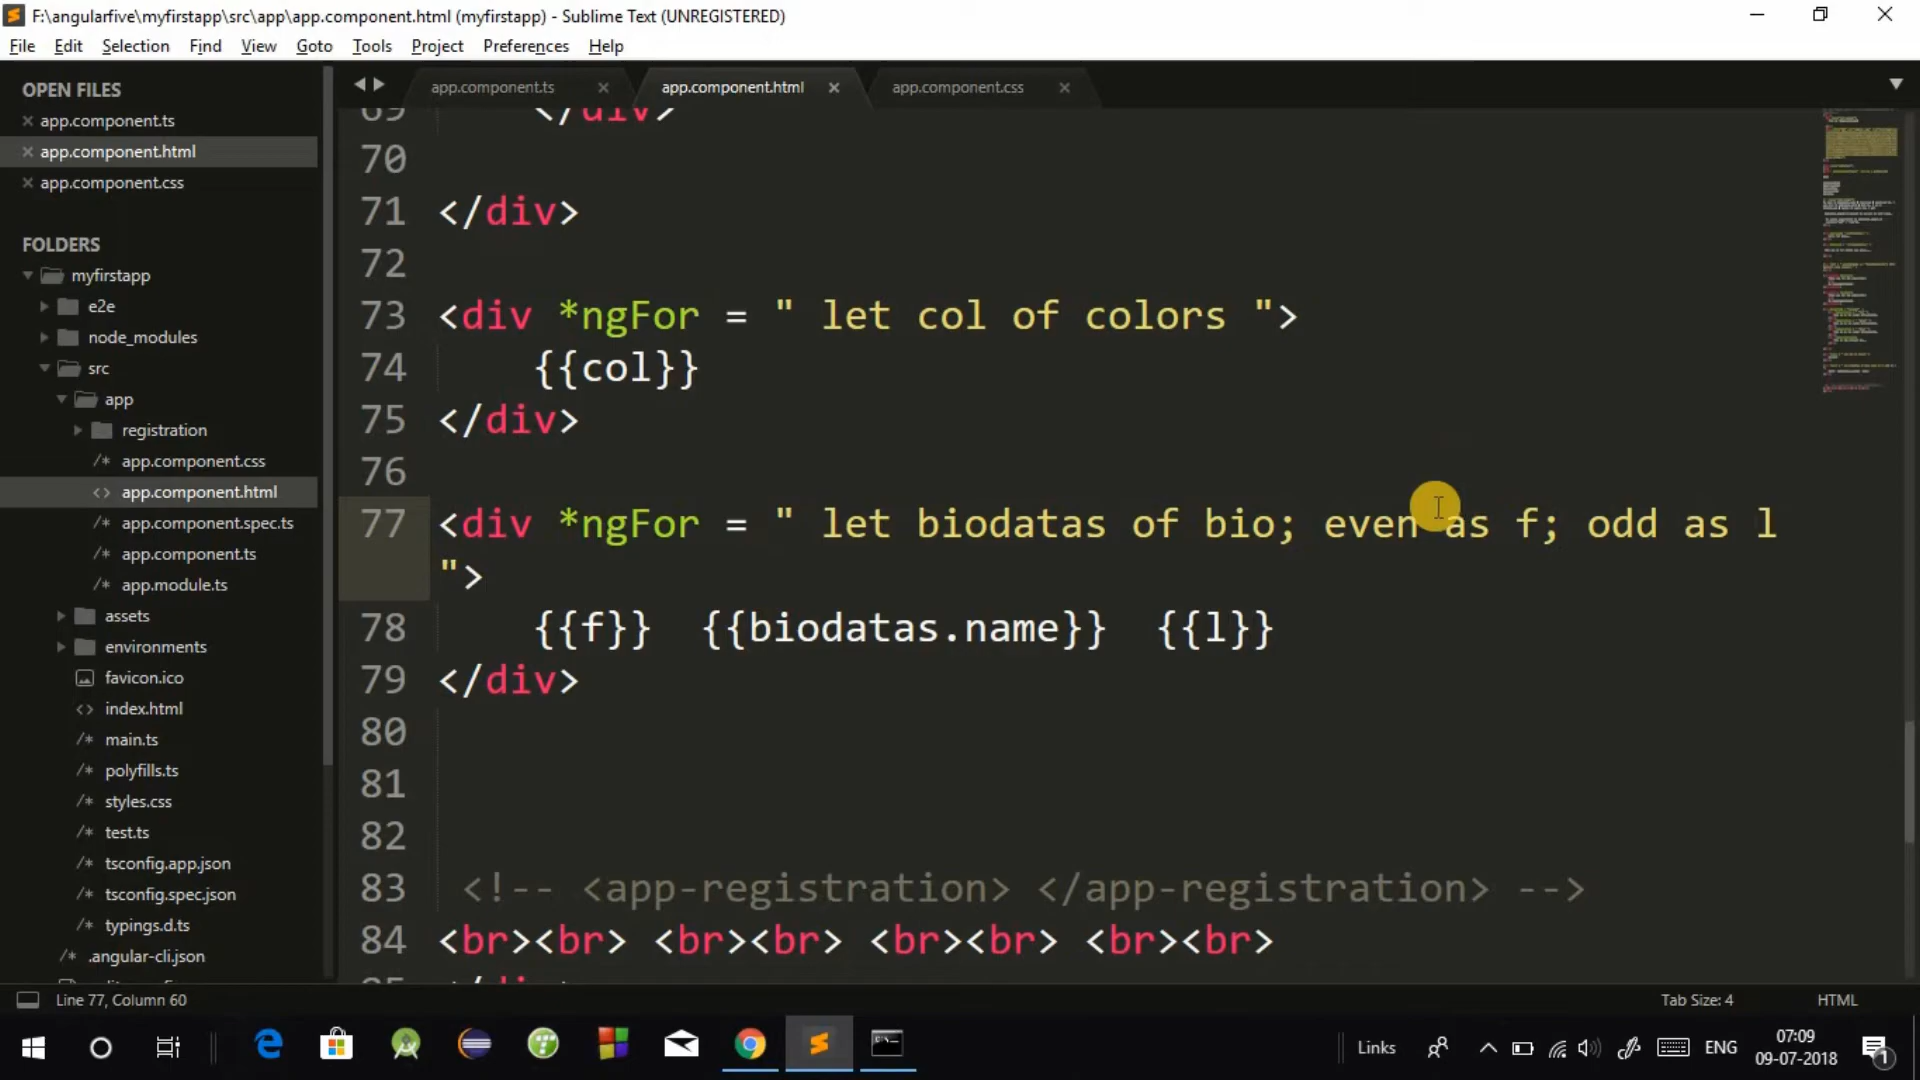 F:\angularfive\myfirstapp\src\app\app.component.html (myfirstapp) - Sublime Text (UNREGISTERED)
File Edit Selection Find View Goto Tools Project Preferences Help
OPEN FILES
app.component.ts
app.component.html
app.component.css
FOLDERS
myfirstapp
e2e
node_modules
src
app
registration
/* app.component.css
<> app.component.html
/* app.component.spec.ts
/* app.component.ts
/* app.module.ts
assets
environments
favicon.ico
<> index.html
/* main.ts
/* polyfills.ts
/* styles.css
/* test.ts
/* tsconfig.app.json
/* tsconfig.spec.json
/* typings.d.ts
/* .angular-cli.json
app.component.ts app.component.html app.component.css
69 </div>
70
71 </div>
72
73 <div *ngFor = " let col of colors ">
74 {{col}}
75 </div>
76
77 <div *ngFor = " let biodatas of bio; even as f; odd as l
">
78 {{f}} {{biodatas.name}} {{l}}
79 </div>
80
81
82
83 <!-- <app-registration> </app-registration> -->
84 <br><br> <br><br> <br><br> <br><br>
Line 77, Column 60
Tab Size: 4 HTML
Links ENG 07:09
09-07-2018
1